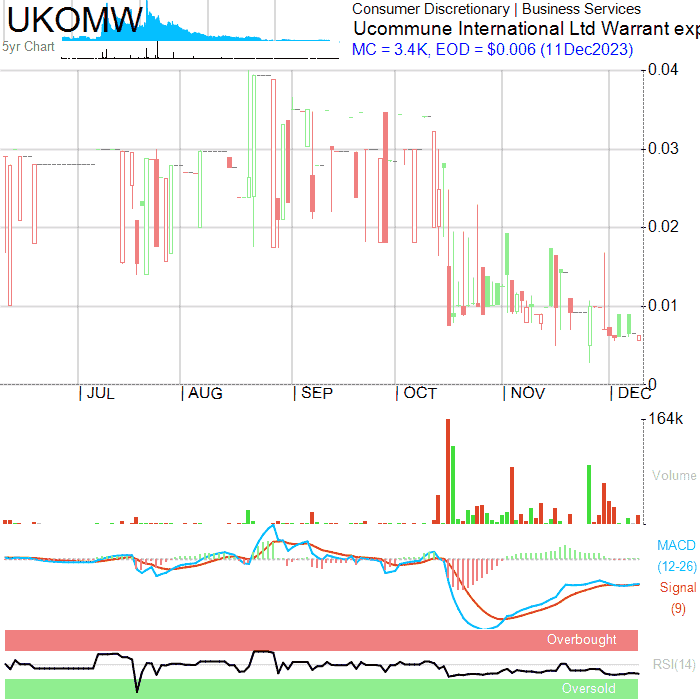 UKOMW
5yr Chart
Consumer Discretionary | Business Services
Ucommune International Ltd Warrant exp
MC = 3.4K, EOD = $0.006 (11Dec2023)
0.04
0.03
0.02
0.01
0
JUL AUG SEP OCT NOV DEC
164k
Volume
MACD
(12-26)
Signal
(9)
Overbought
RSI(14)
Oversold